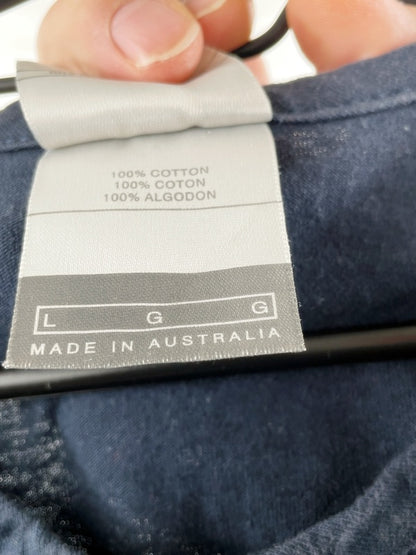 100% COTTON
100% COTON
100% ALGODON
L G G
MADE IN AUSTRALIA